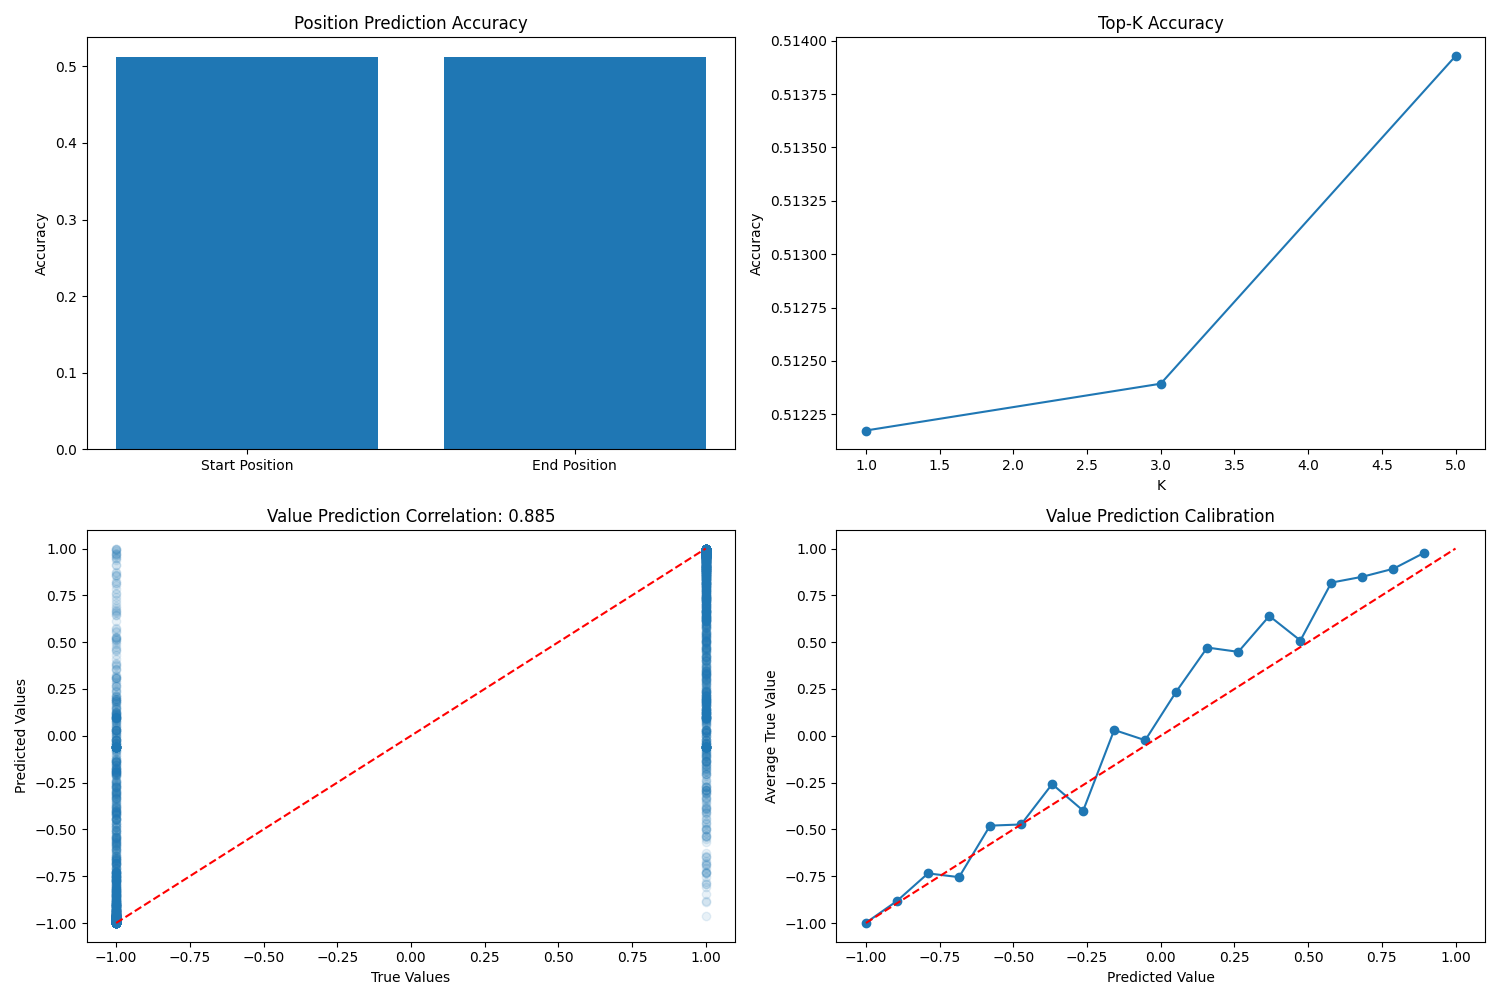 Position Prediction Accuracy
Accuracy
0.5
0.4
0.3
0.2
0.1
0.0
Start Position End Position
Top-K Accuracy
Accuracy
0.51400
0.51375
0.51350
0.51325
0.51300
0.51275
0.51250
0.51225
1.0 1.5 2.0 2.5 3.0 3.5 4.0 4.5 5.0
K
Value Prediction Correlation: 0.885
Predicted Values
1.00
0.75
0.50
0.25
0.00
−0.25
−0.50
−0.75
−1.00
−1.00 −0.75 −0.50 −0.25 0.00 0.25 0.50 0.75 1.00
True Values
Value Prediction Calibration
Average True Value
1.00
0.75
0.50
0.25
0.00
−0.25
−0.50
−0.75
−1.00
−1.00 −0.75 −0.50 −0.25 0.00 0.25 0.50 0.75 1.00
Predicted Value